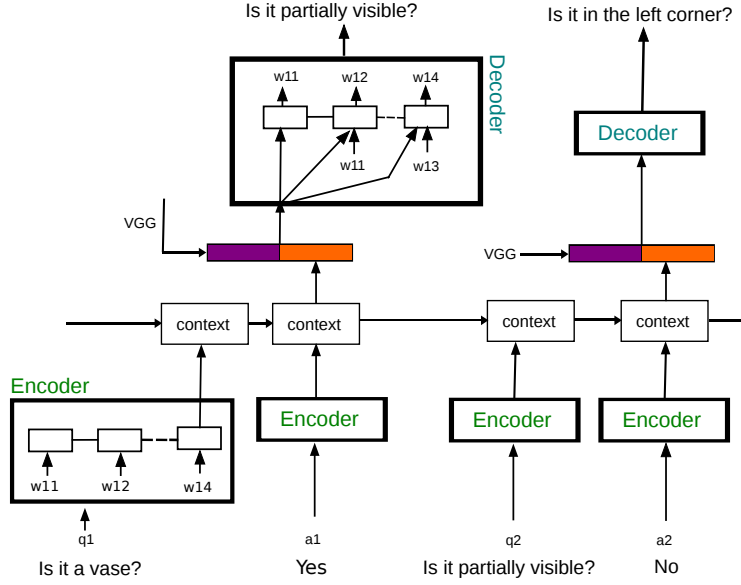 Is it partially visible?
Is it in the left corner?
w11 w12 w14
Decoder
w11 w13
Decoder
VGG
VGG
context context context context
Encoder
Encoder Encoder Encoder
w11 w12 w14
q1 a1 q2 a2
Is it a vase? Yes Is it partially visible? No